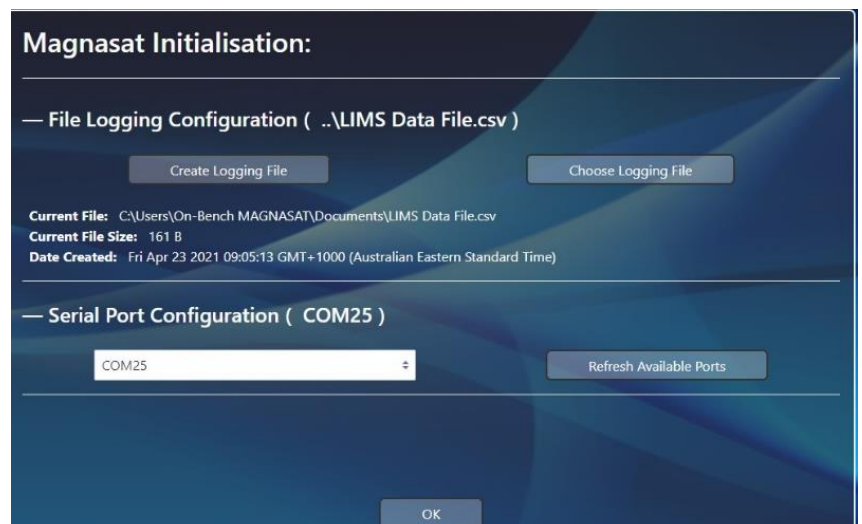 Magnasat Initialisation:
— File Logging Configuration ( ..\LIMS Data File.csv )
Create Logging File Choose Logging File
Current File: C:\Users\On-Bench MAGNASAT\Documents\LIMS Data File.csv
Current File Size: 161 B
Date Created: Fri Apr 23 2021 09:05:13 GMT+1000 (Australian Eastern Standard Time)
— Serial Port Configuration ( COM25 )
COM25 Refresh Available Ports
OK